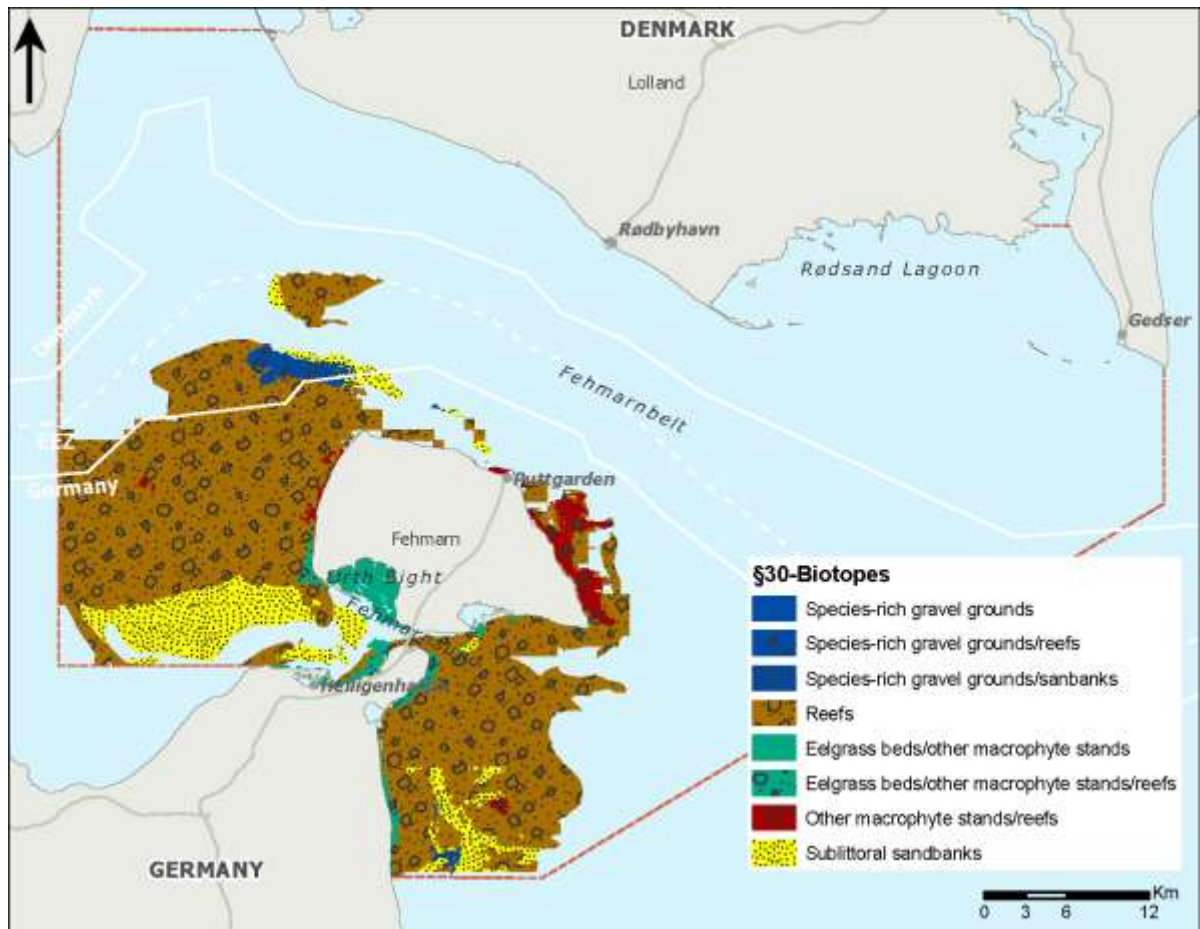 DENMARK
Lolland
Rødbyhavn
Rødsand Lagoon
Gedser
Denmark
Fehmarnbelt
EEZ
Germany
Puttgarden
Fehmarn
Orth Bight
Heiligenhafen
GERMANY
§30-Biotopes
Species-rich gravel grounds
Species-rich gravel grounds/reefs
Species-rich gravel grounds/sanbanks
Reefs
Eelgrass beds/other macrophyte stands
Eelgrass beds/other macrophyte stands/reefs
Other macrophyte stands/reefs
Sublittoral sandbanks
Km
0 3 6 12